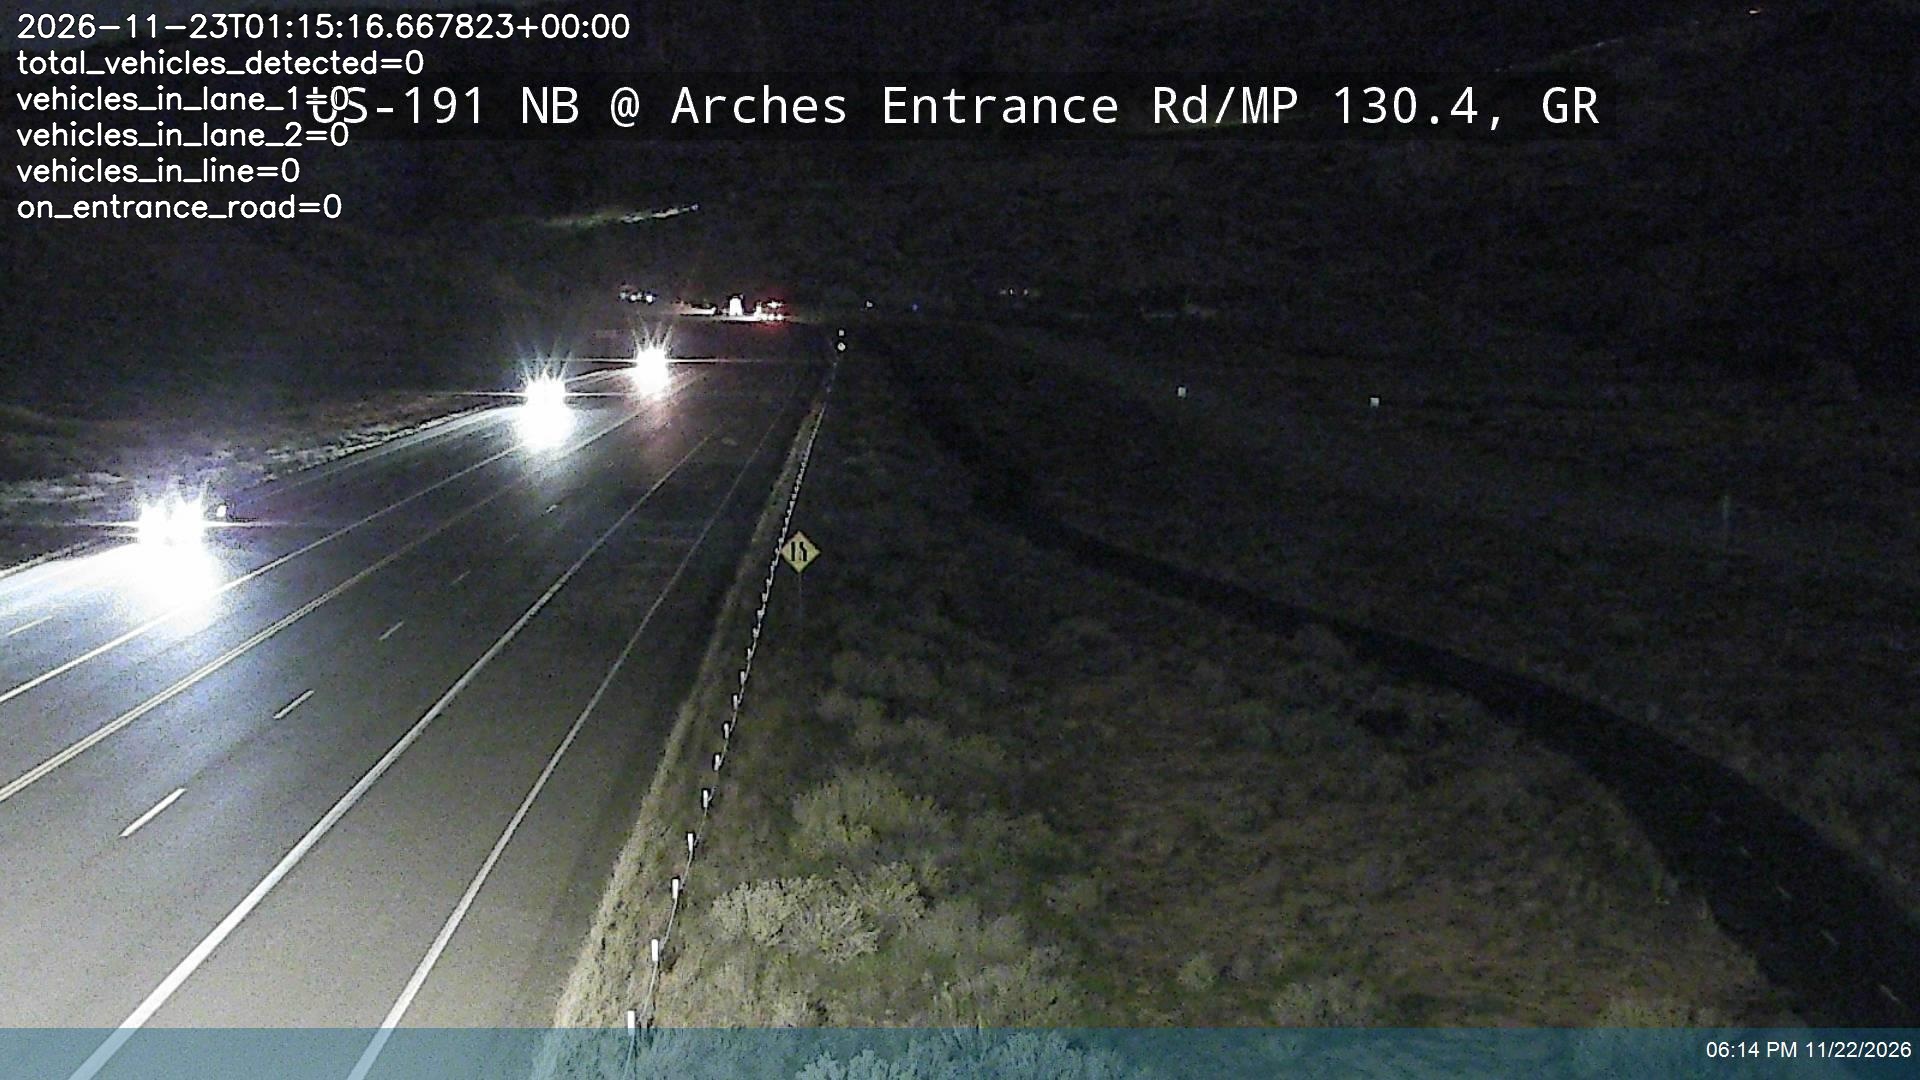 2026-11-23T01:15:16.667823+00:00
total_vehicles_detected=0
vehicles_in_lane_1=0
US-191 NB @ Arches Entrance Rd/MP 130.4, GR
vehicles_in_lane_2=0
vehicles_in_line=0
on_entrance_road=0
06:14 PM 11/22/2026